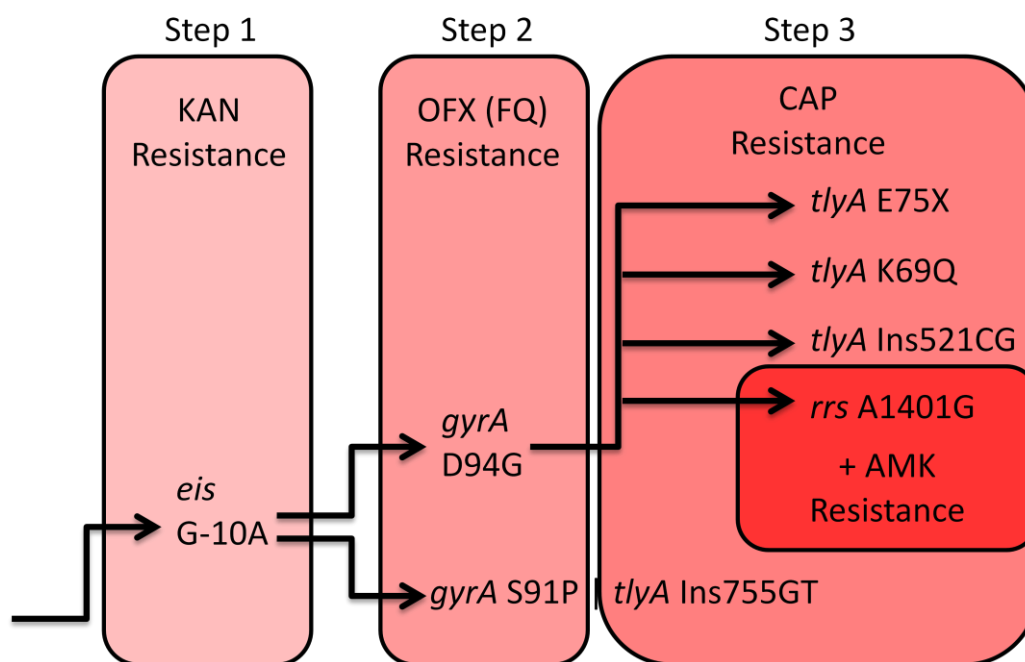 Step 1
Step 2
Step 3
KAN
Resistance
OFX (FQ)
Resistance
CAP
Resistance
tlyA E75X
tlyA K69Q
tlyA Ins521CG
rrs A1401G
+ AMK
Resistance
gyrA
D94G
eis
G-10A
gyrA S91P
tlyA Ins755GT